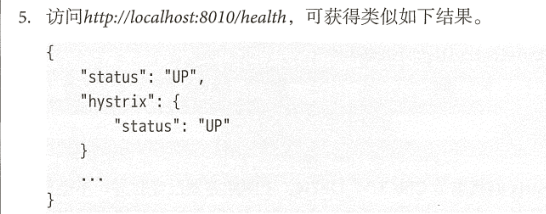 5. 访问http://localhost:8010/health，可获得类似如下结果。
{
    "status": "UP",
    "hystrix": {
        "status": "UP"
    }
    ...
}